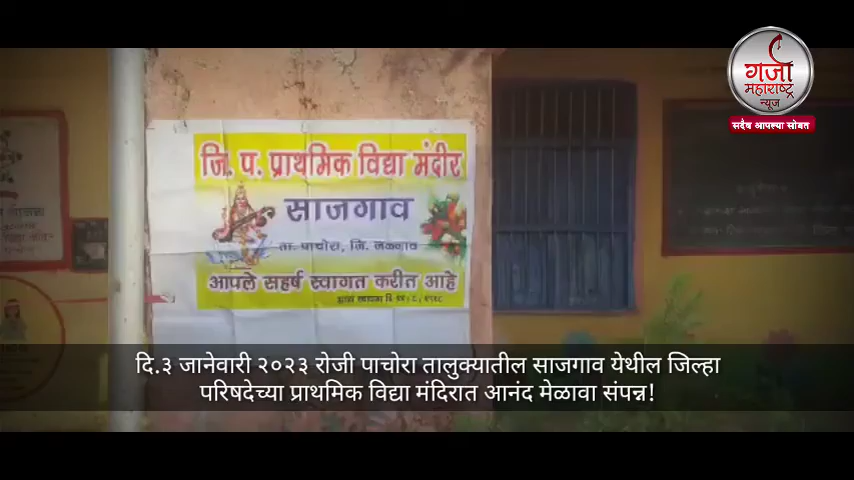 गर्जा
महाराष्ट्र
न्यूज
सदैव आपल्या सोबत
जि. प. प्राथमिक विद्या मंदीर
साजगाव
ता. पाचोरा, जि. जळगाव
आपले सहर्ष स्वागत करीत आहे
दि.३ जानेवारी २०२३ रोजी पाचोरा तालुक्यातील साजगाव येथील जिल्हा
परिषदेच्या प्राथमिक विद्या मंदिरात आनंद मेळावा संपन्न!